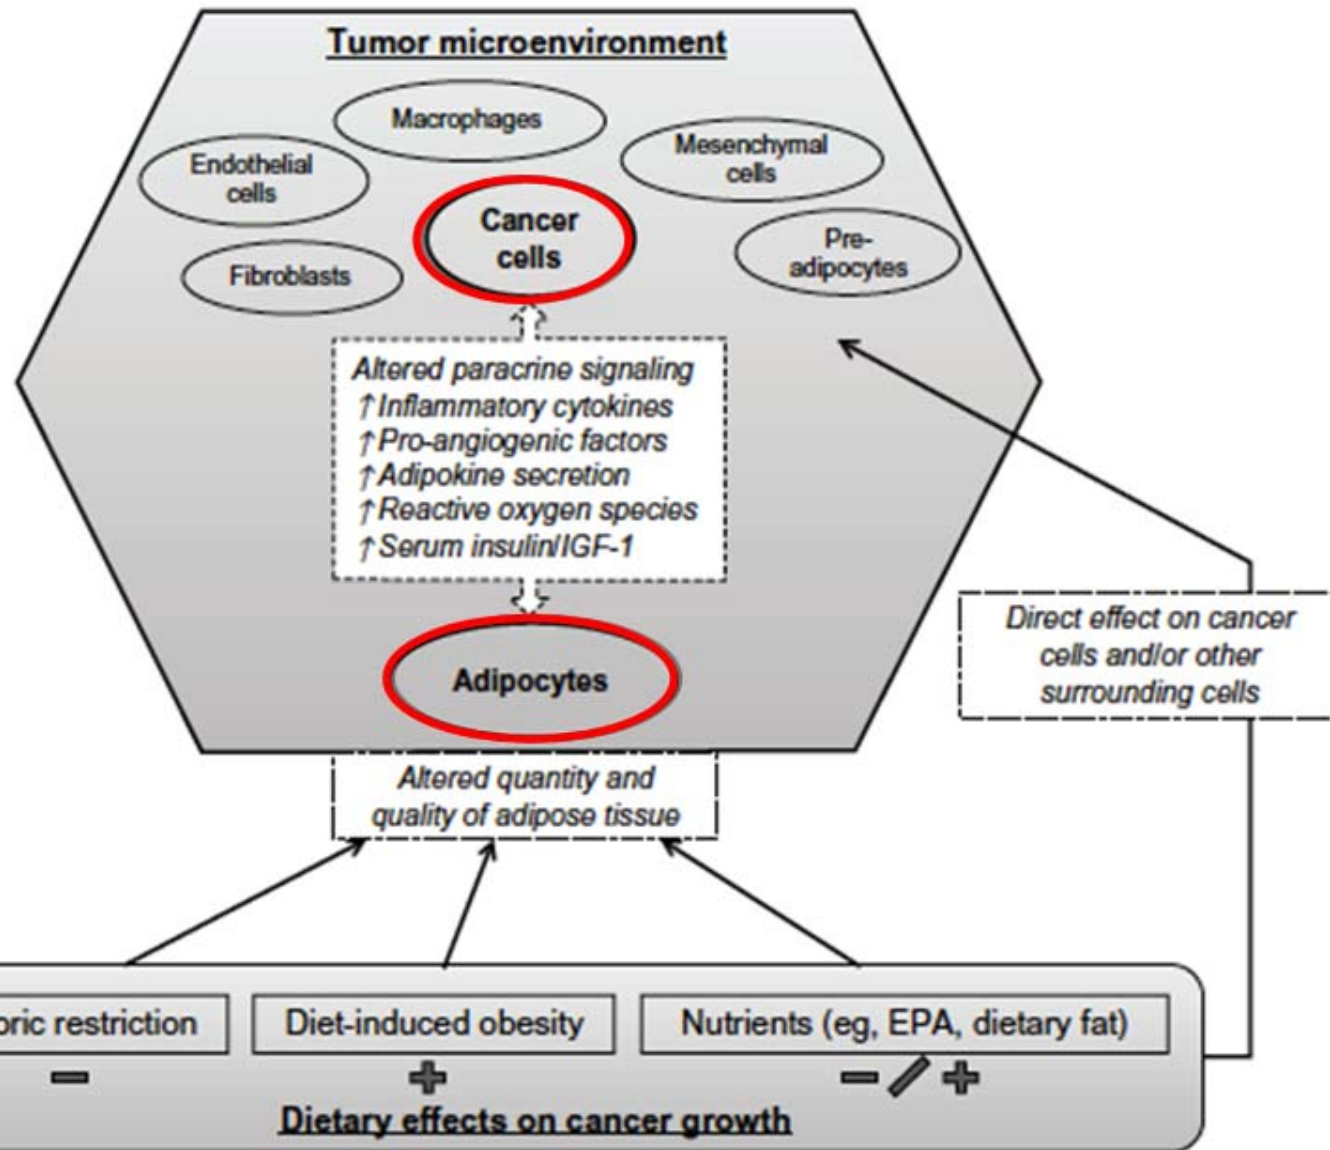 Tumor microenvironment
Macrophages
Mesenchymal
cells
Endothelial
cells
Cancer
cells
Pre-
adipocytes
Fibroblasts
Altered paracrine signaling
↑Inflammatory cytokines
↑Pro-angiogenic factors
↑Adipokine secretion
↑Reactive oxygen species
↑Serum insulin/IGF-1
Direct effect on cancer
cells and/or other
surrounding cells
Adipocytes
Altered quantity and
quality of adipose tissue
oric restriction
Diet-induced obesity
Nutrients (eg, EPA, dietary fat)
−
+
− / +
Dietary effects on cancer growth